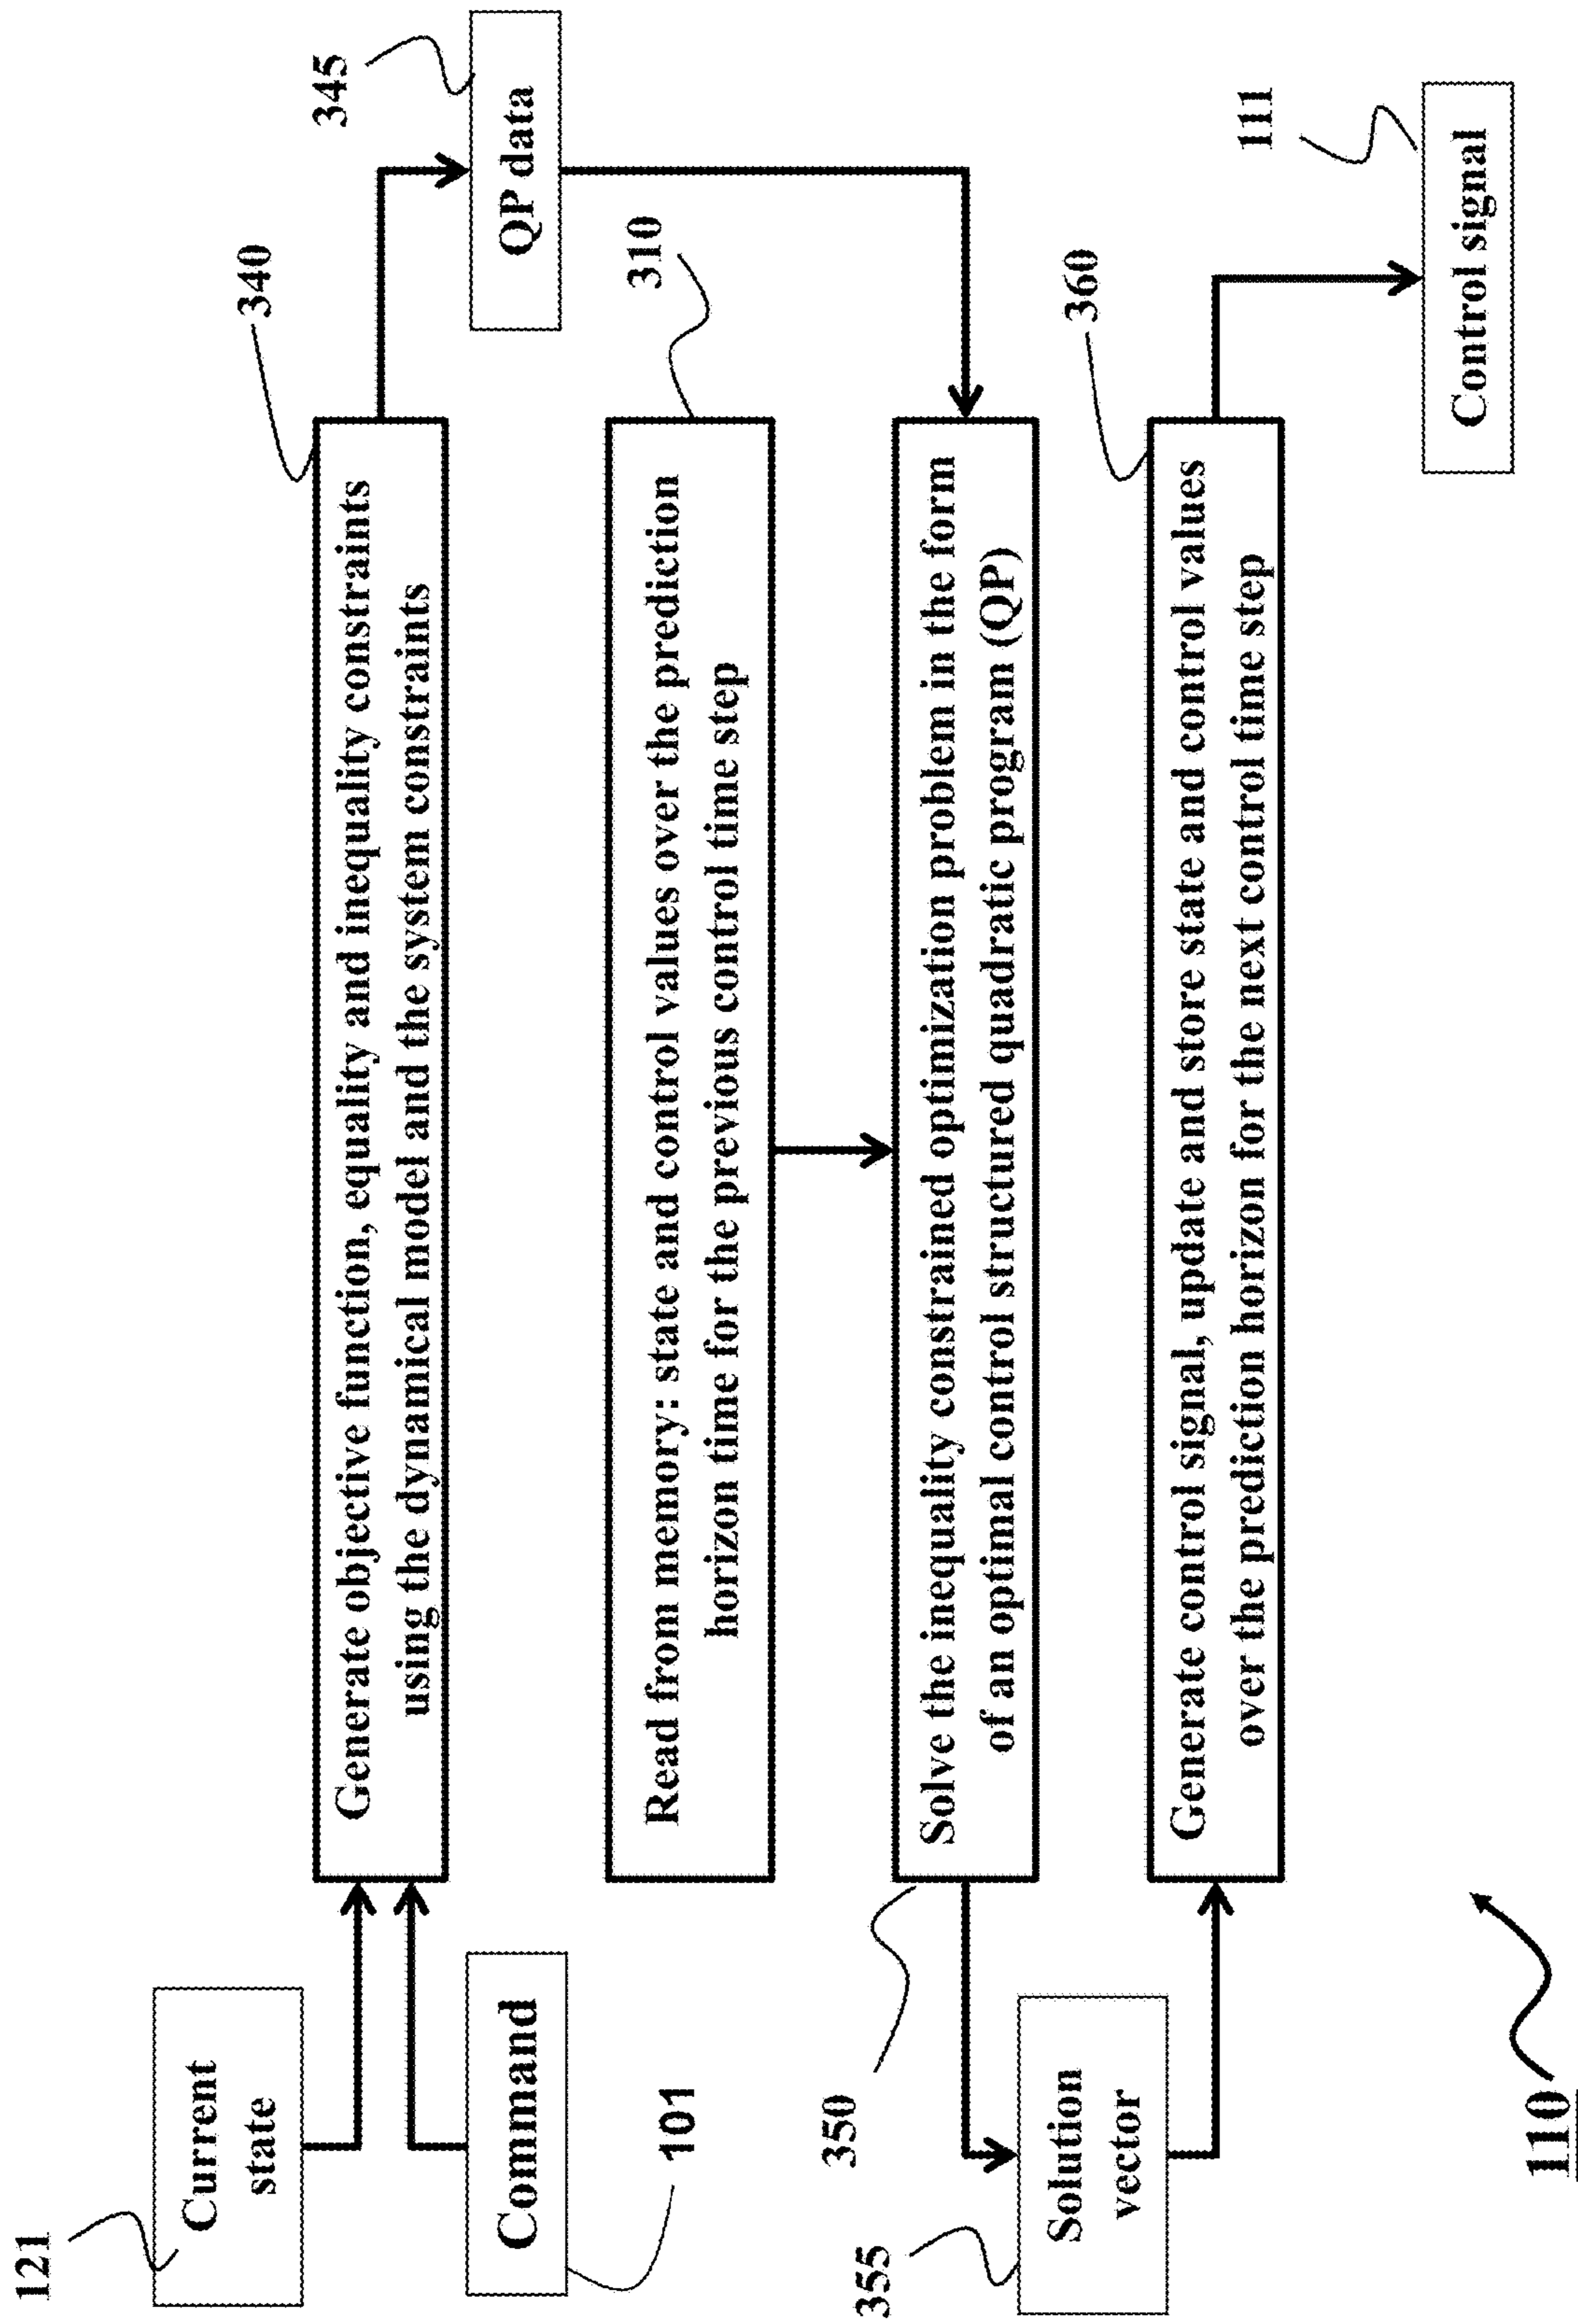 121
Current
state
Command
101
340
Generate objective function, equality and inequality constraints
using the dynamical model and the system constraints
345
QP data
310
Read from memory: state and control values over the prediction
horizon time for the previous control time step
350
Solve the inequality constrained optimization problem in the form
of an optimal control structured quadratic program (QP)
355
Solution
vector
360
Generate control signal, update and store state and control values
over the prediction horizon for the next control time step
111
Control signal
110